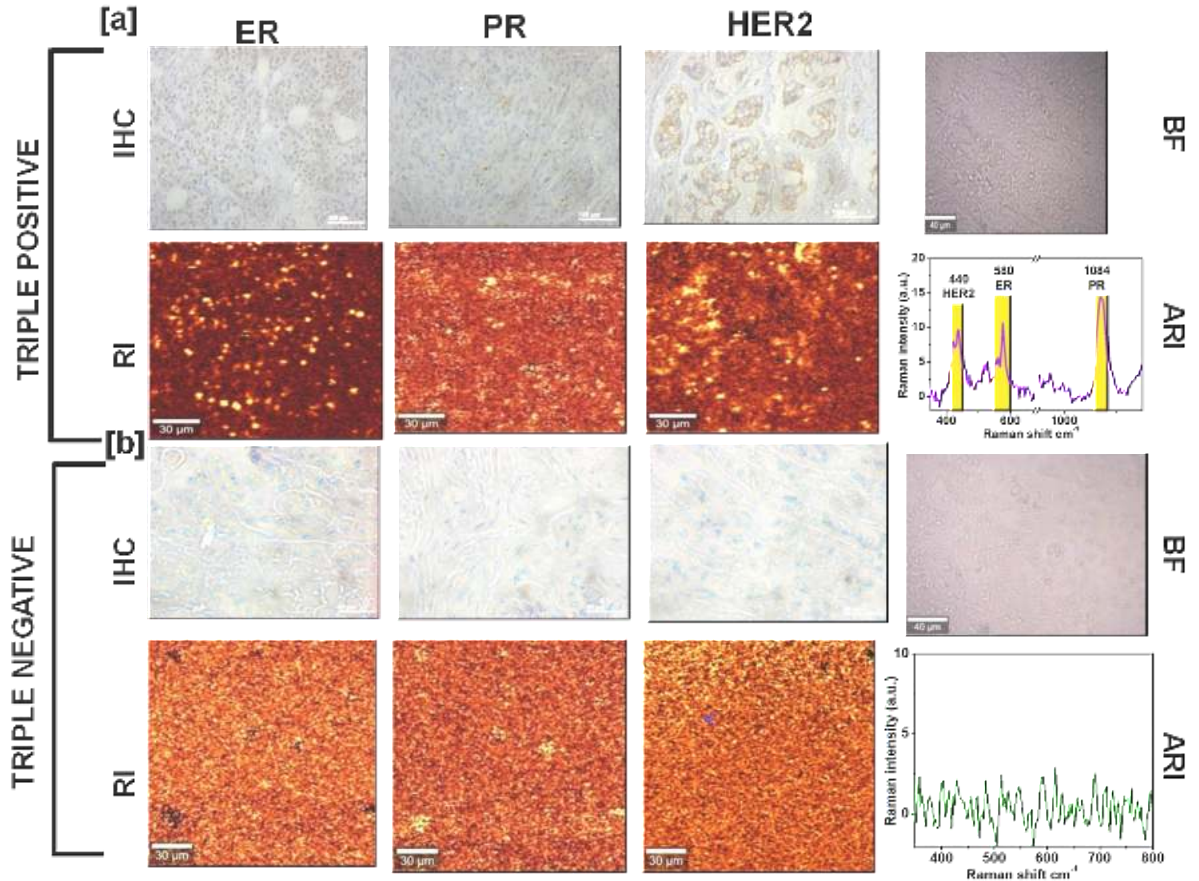 [a]
ER PR HER2
TRIPLE POSITIVE
IHC
BF
40 µm
RI
30 µm
30 µm
30 µm
ARI
Raman intensity (a.u.)
20
15
10
5
0
440
HER2
580
ER
1084
PR
400 600 1000
Raman shift cm-1
[b]
TRIPLE NEGATIVE
IHC
BF
40 µm
RI
30 µm
30 µm
30 µm
ARI
Raman intensity (a.u.)
10
5
0
400 500 600 700 800
Raman shift cm-1